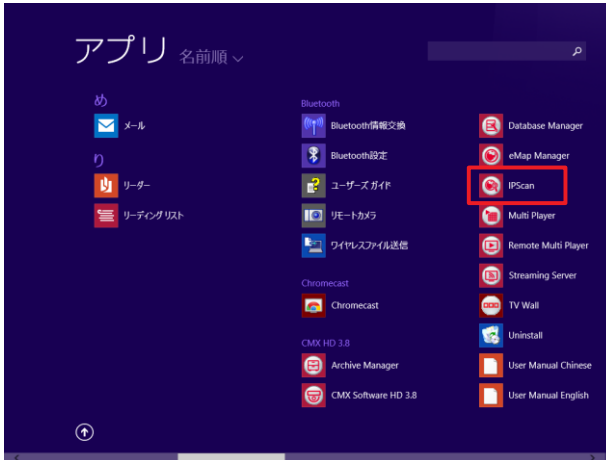 アプリ 名前順
め
メール
り
リーダー
リーディング リスト
Bluetooth
Bluetooth情報交換
Bluetooth設定
ユーザーズ ガイド
リモートカメラ
ワイヤレスファイル送信
Chromecast
Chromecast
CMX HD 3.8
Archive Manager
CMX Software HD 3.8
Database Manager
eMap Manager
IPScan
Multi Player
Remote Multi Player
Streaming Server
TV Wall
Uninstall
User Manual Chinese
User Manual English